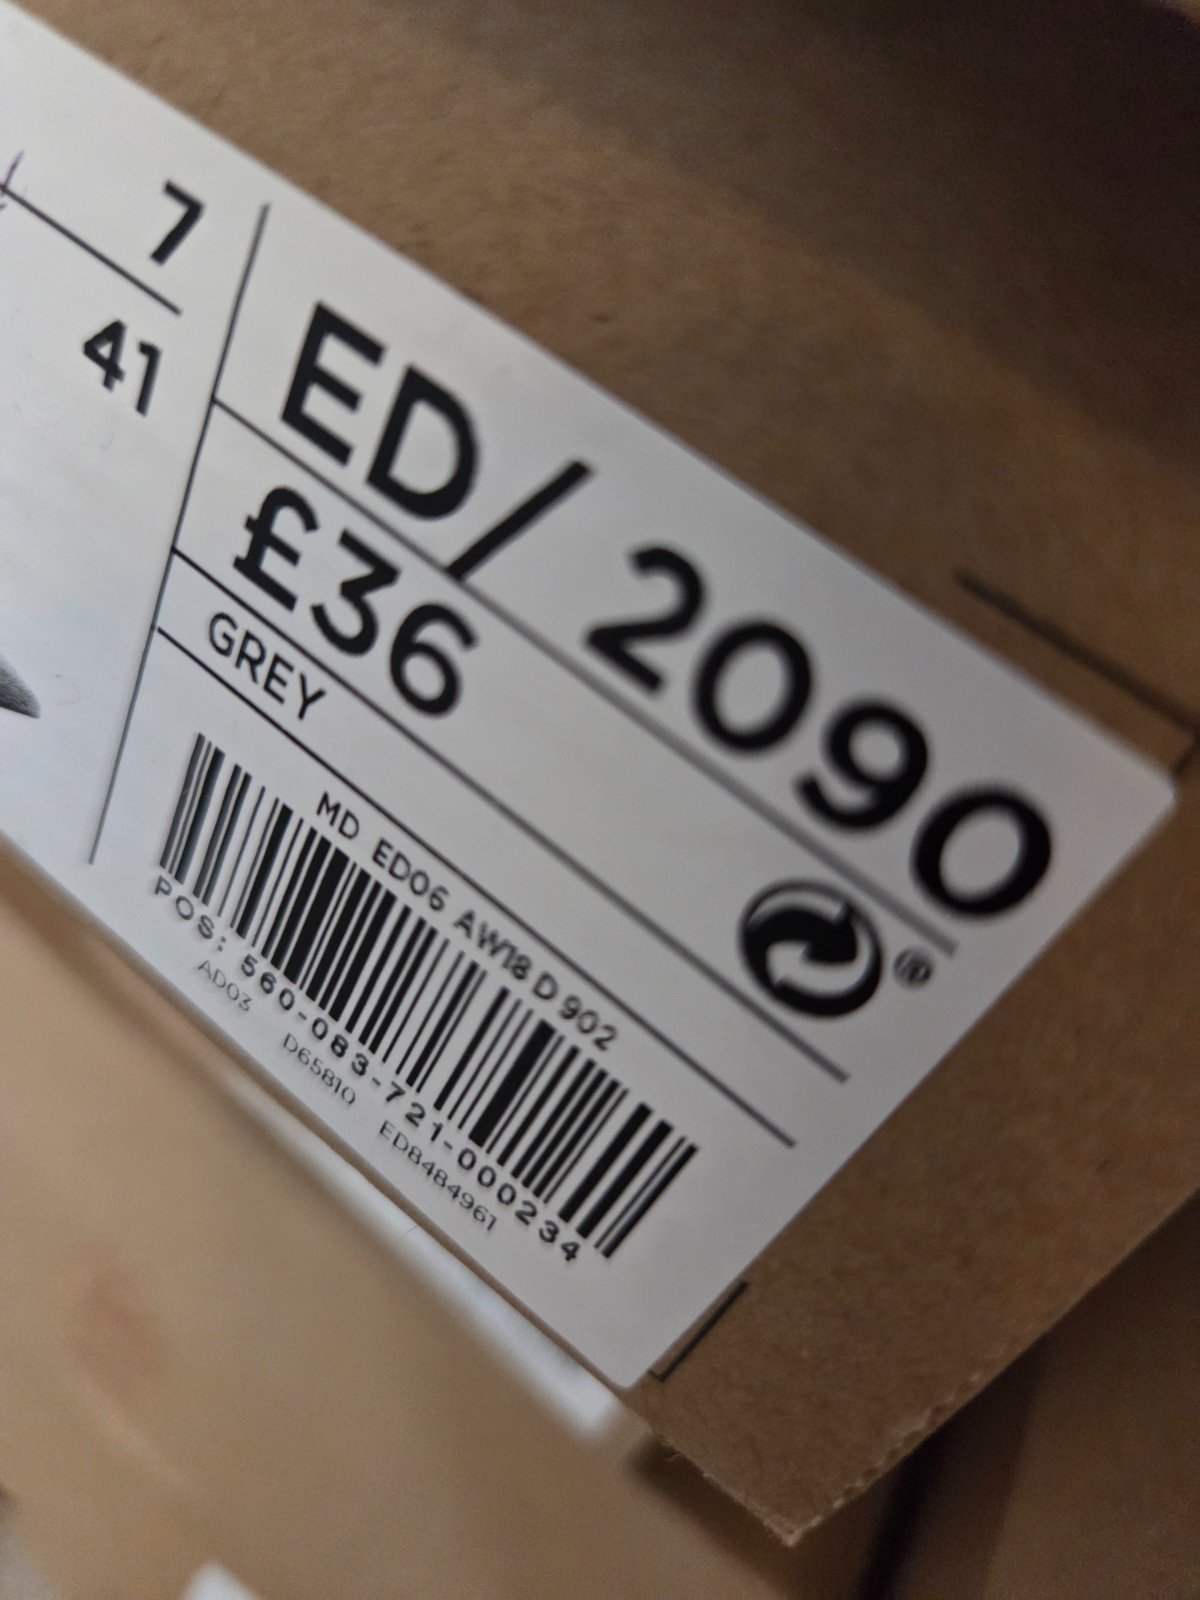 7
41
ED/ 2090
£36
GREY
®
MD ED06 AW18 D 902
POS: 560-083-721-000234
AD03 D65810 ED8484961